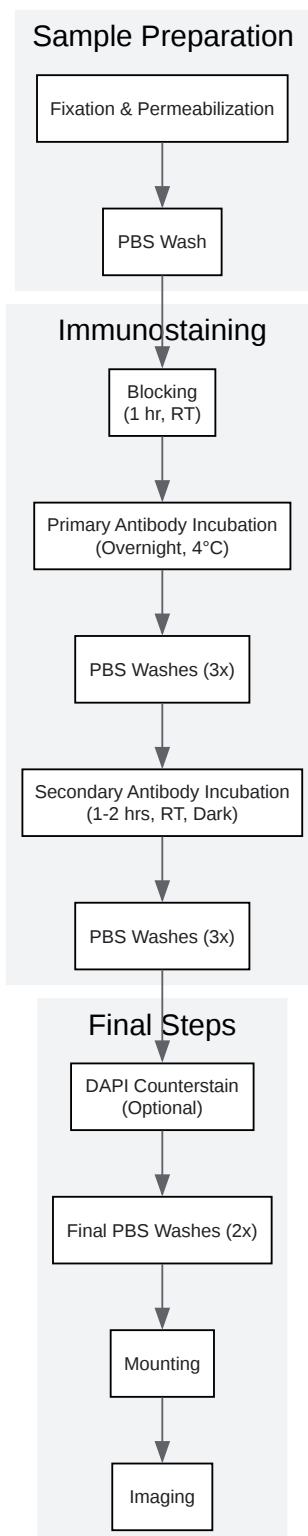 Sample Preparation
Fixation & Permeabilization
PBS Wash
Immunostaining
Blocking
(1 hr, RT)
Primary Antibody Incubation
(Overnight, 4°C)
PBS Washes (3x)
Secondary Antibody Incubation
(1-2 hrs, RT, Dark)
PBS Washes (3x)
Final Steps
DAPI Counterstain
(Optional)
Final PBS Washes (2x)
Mounting
Imaging